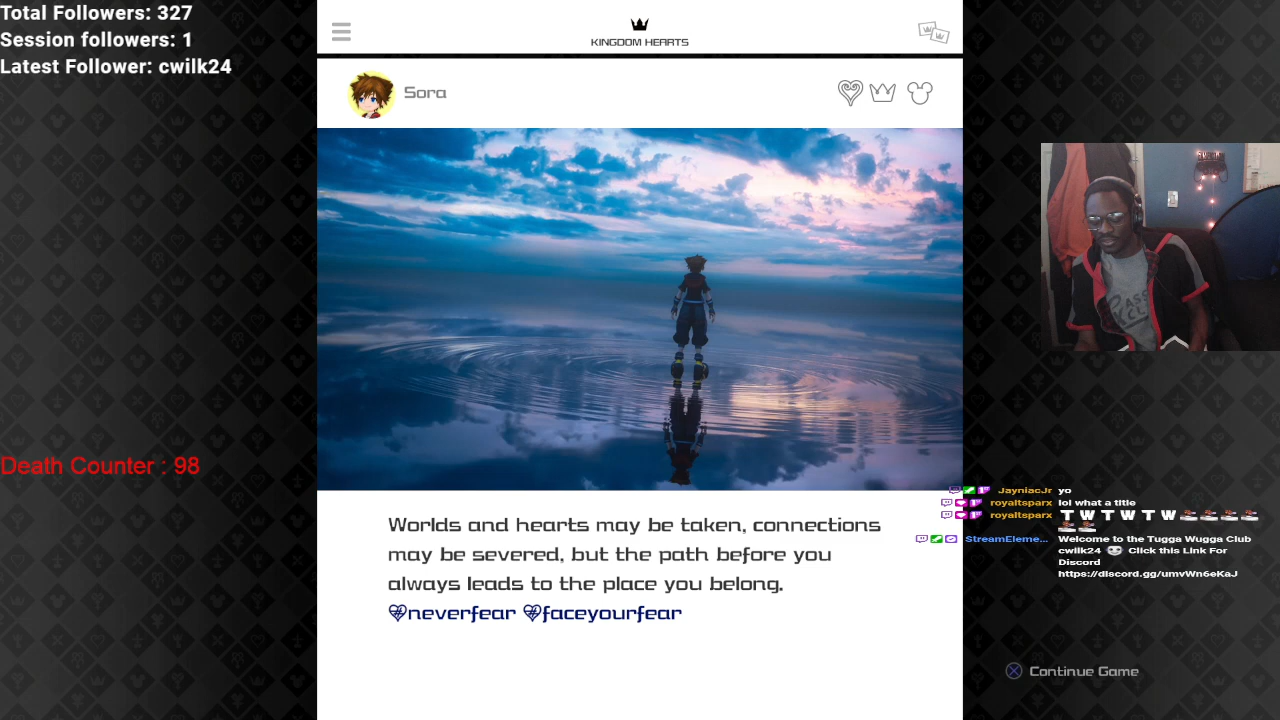 Total Followers: 327
Session followers: 1
Latest Follower: cwilk24
KINGDOM HEARTS
Sora
Worlds and hearts may be taken, connections
may be severed, but the path before you
always leads to the place you belong.
#neverfear #faceyourfear
Death Counter : 98
JayniacJr yo
royaltsparx lol what a title
royaltsparx T W T W T W
StreamEleme... Welcome to the Tugga Wugga Club
cwilk24 Click this Link For
Discord
https://discord.gg/umvWn6eKaJ
Continue Game